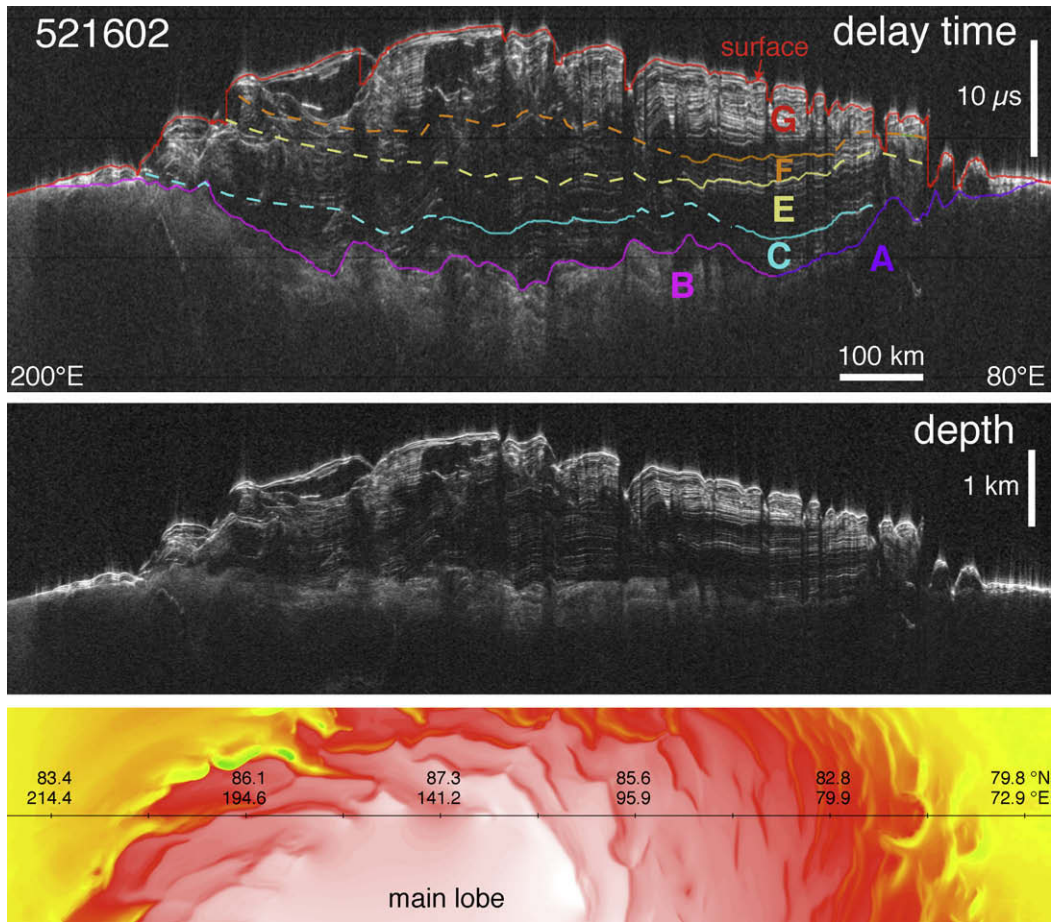 521602
delay time
surface
10 µs
G
F
E
C
A
B
100 km
200°E
80°E
depth
1 km
83.4 86.1 87.3 85.6 82.8 79.8 °N
214.4 194.6 141.2 95.9 79.9 72.9 °E
main lobe